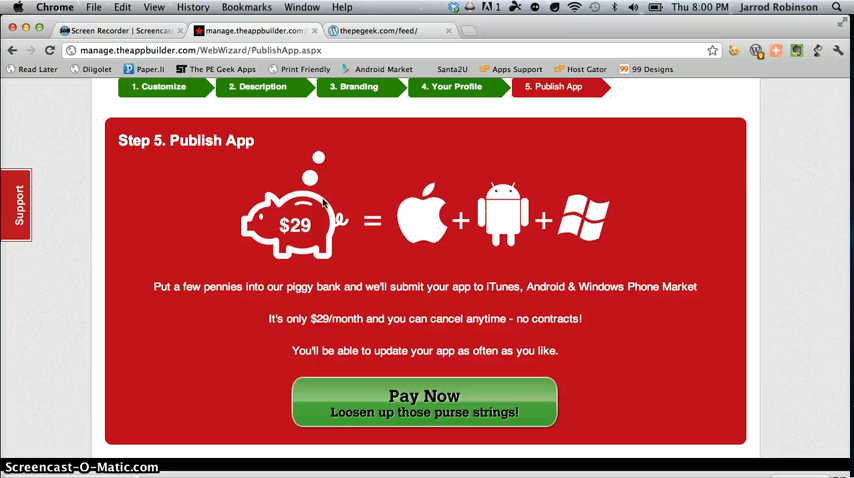 Chrome File Edit View History Bookmarks Window Help 1 Thu 8:00 PM Jarrod Robinson
Screen Recorder | Screencast manage.theappbuilder.com/ thepegeek.com/feed/
manage.theappbuilder.com/WebWizard/PublishApp.aspx
Read Later Diigolet Paper.li The PE Geek Apps Print Friendly Android Market Santa2U Apps Support Host Gator 99 Designs
1. Customize 2. Description 3. Branding 4. Your Profile 5. Publish App
Step 5. Publish App
Support
$29 = + +
Put a few pennies into our piggy bank and we'll submit your app to iTunes, Android & Windows Phone Market
It's only $29/month and you can cancel anytime - no contracts!
You'll be able to update your app as often as you like.
Pay Now
Loosen up those purse strings!
Screencast-O-Matic.com